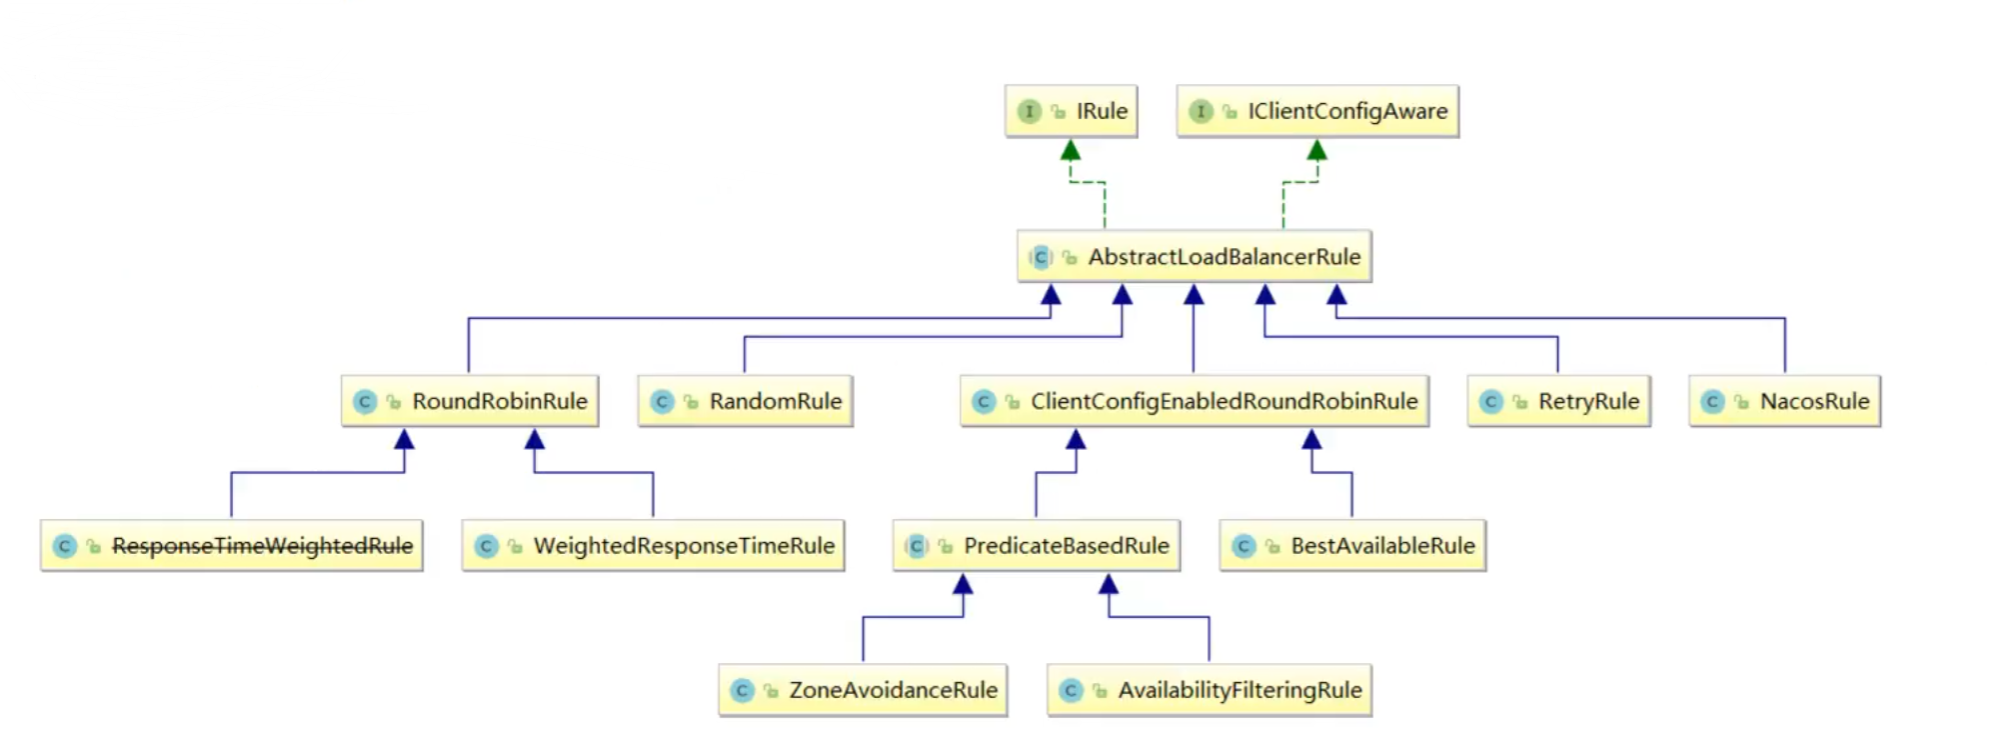 IRule
IClientConfigAware
AbstractLoadBalancerRule
RoundRobinRule
RandomRule
ClientConfigEnabledRoundRobinRule
RetryRule
NacosRule
ResponseTimeWeightedRule
WeightedResponseTimeRule
PredicateBasedRule
BestAvailableRule
ZoneAvoidanceRule
AvailabilityFilteringRule